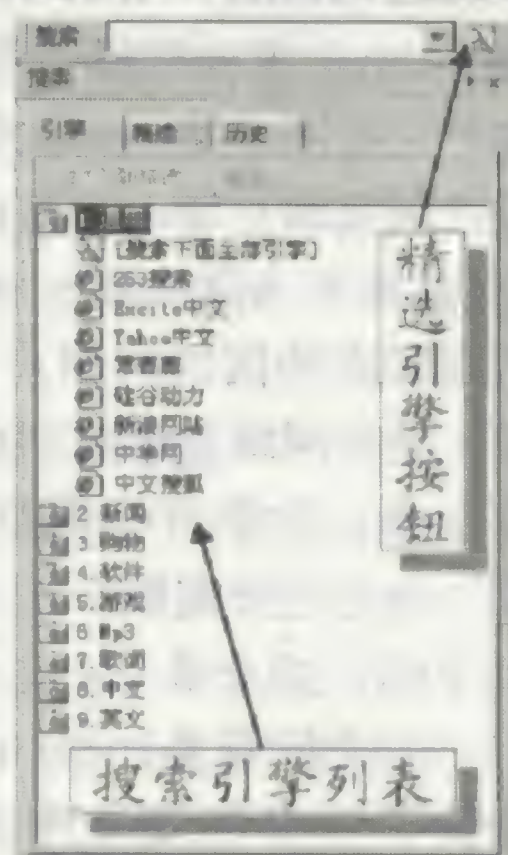 搜索
搜索
引擎 精选 历史
[搜索下面全部引擎]
263搜索
Excite中文
Yahoo中文
常青藤
硅谷动力
新浪网站
中华网
中文搜狐
2.新闻
3.购物
4.软件
5.游戏
6.Mp3
7.歌词
8.中文
9.英文
精选引擎按钮
搜索引擎列表